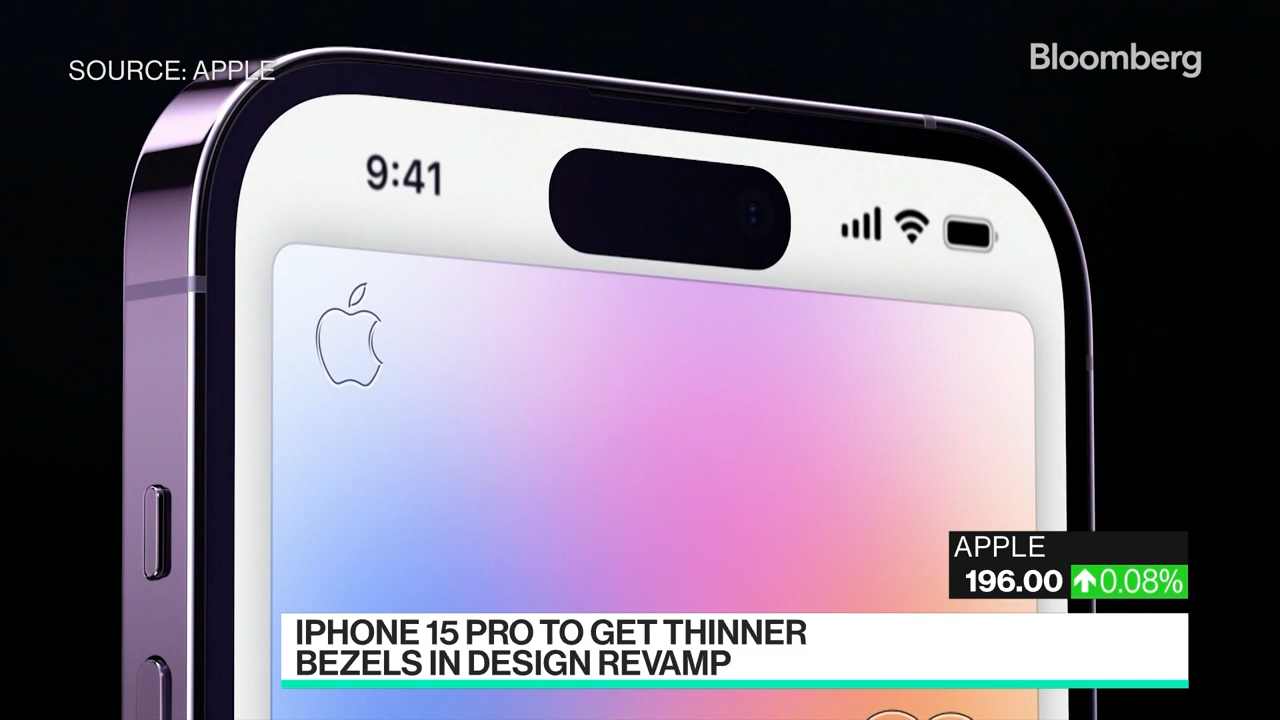 SOURCE: APPLE
Bloomberg
9:41
APPLE
196.00 0.08%
IPHONE 15 PRO TO GET THINNER
BEZELS IN DESIGN REVAMP